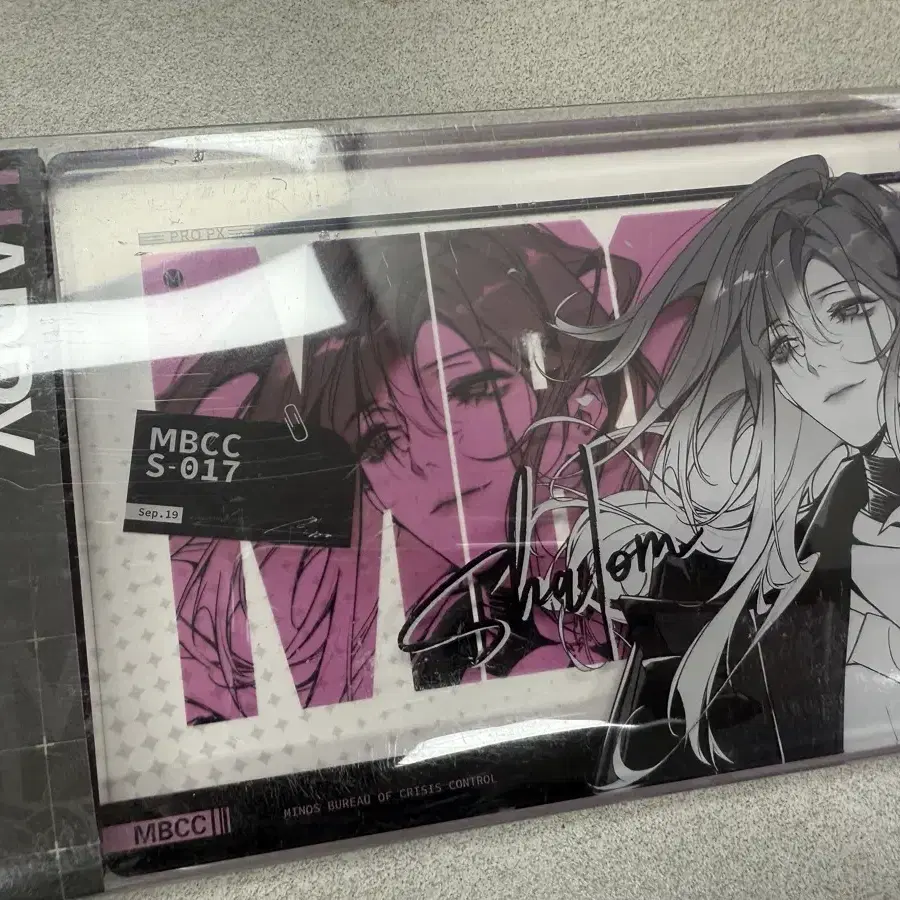 PRO PX
MBCC
S-017
Sep.19
Shalom
MINOS BUREAU OF CRISIS CONTROL
MBCC